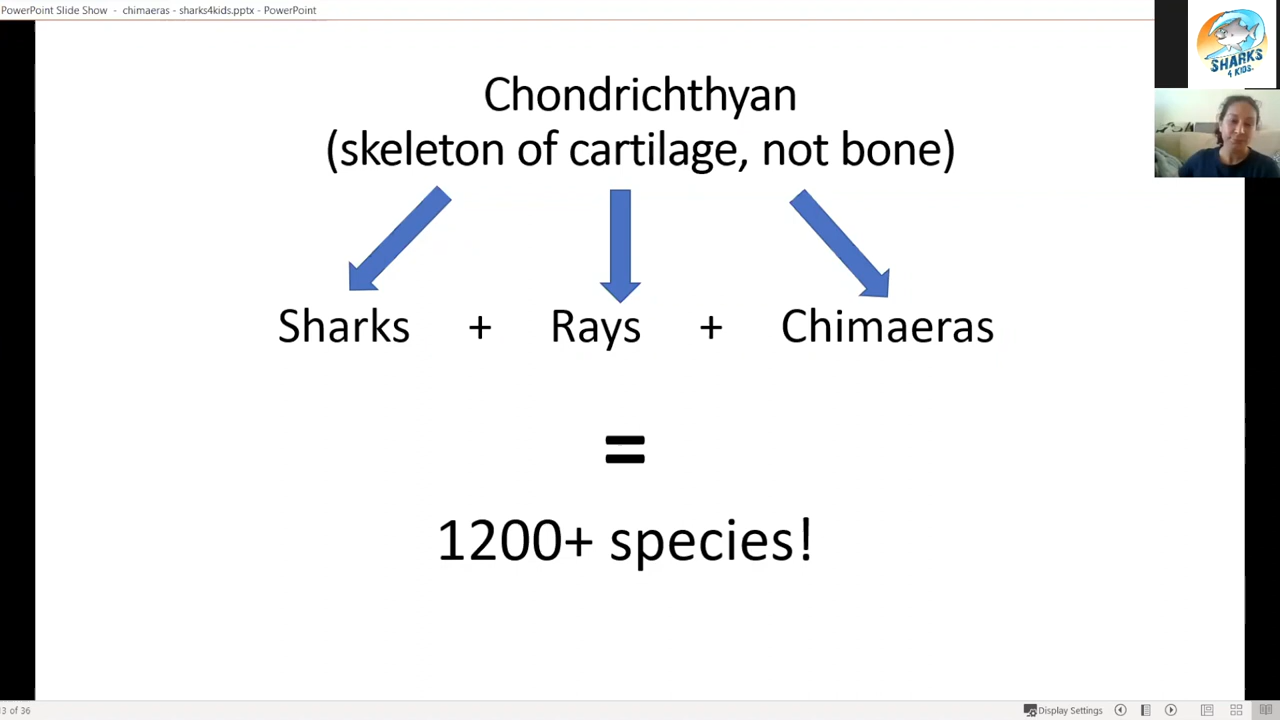 PowerPoint Slide Show - chimaeras - sharks4kids.pptx - PowerPoint
SHARKS
4 KIDS.
Chondrichthyan
(skeleton of cartilage, not bone)
Sharks + Rays + Chimaeras
=
1200+ species!
13 of 36
Display Settings